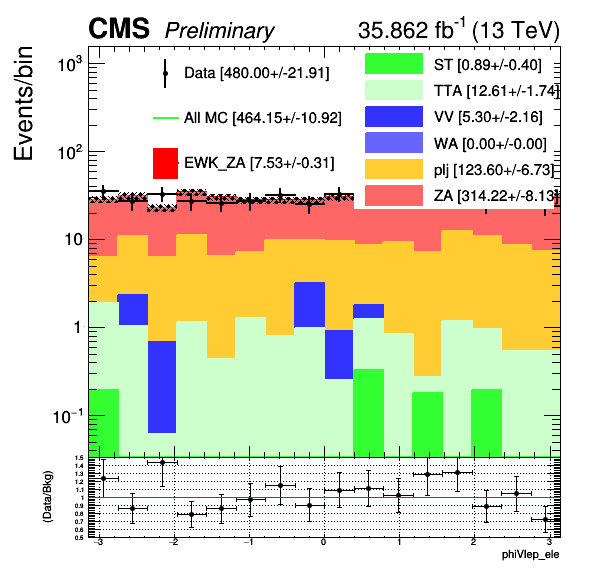 CMS Preliminary 35.862 fb⁻¹ (13 TeV)
Events/bin
10³
10²
10
1
10⁻¹
Data [480.00+/-21.91]
All MC [464.15+/-10.92]
EWK_ZA [7.53+/-0.31]
ST [0.89+/-0.40]
TTA [12.61+/-1.74]
VV [5.30+/-2.16]
WA [0.00+/-0.00]
plj [123.60+/-6.73]
ZA [314.22+/-8.13]
(Data/Bkg)
1.5
1.4
1.3
1.2
1.1
1
0.9
0.8
0.7
0.6
0.5
−3 −2 −1 0 1 2 3
phiVlep_ele